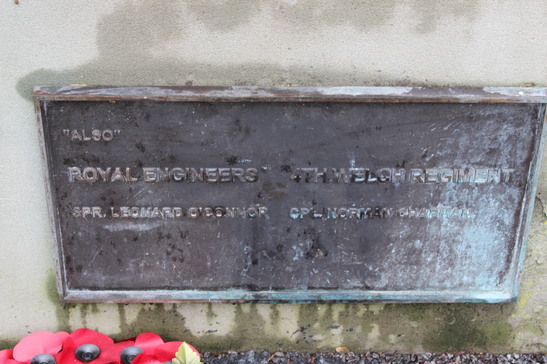 "ALSO"
ROYAL ENGINEERS 4TH WELCH REGIMENT
SPR. LEONARD O'CONNOR CPL. NORMAN CHAPMAN